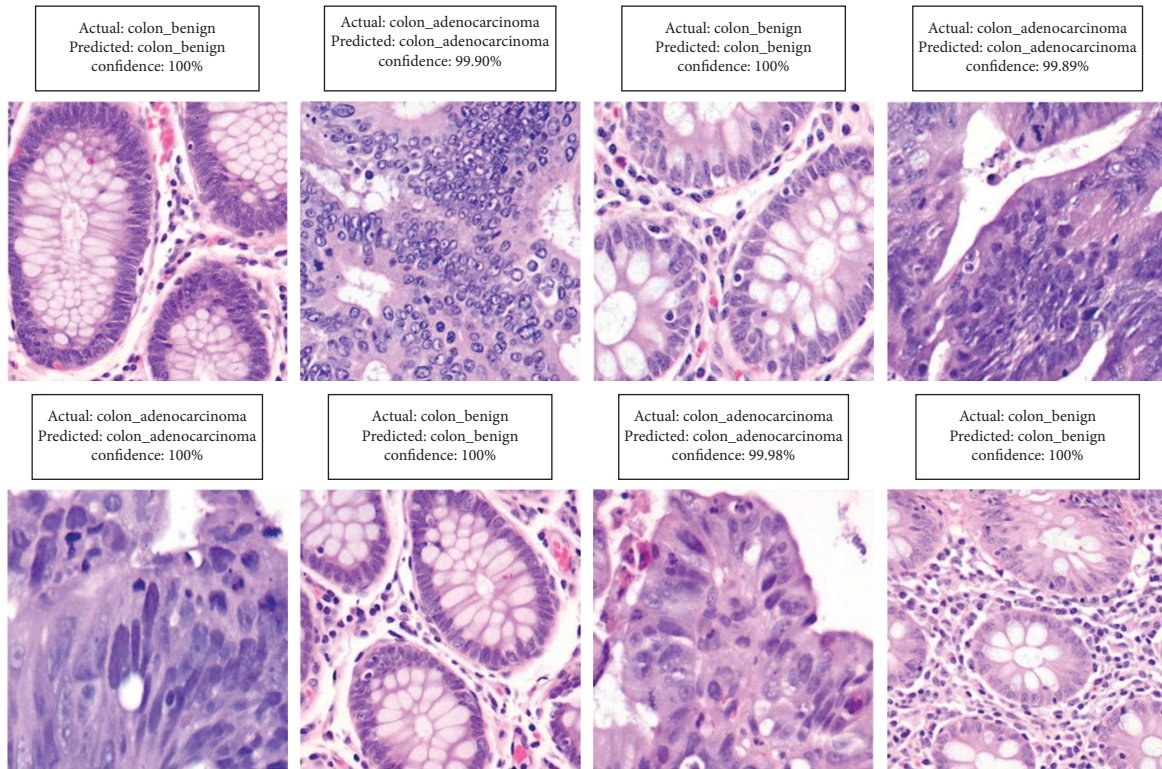 Actual: colon_benign
Predicted: colon_benign
confidence: 100%
Actual: colon_adenocarcinoma
Predicted: colon_adenocarcinoma
confidence: 99.90%
Actual: colon_benign
Predicted: colon_benign
confidence: 100%
Actual: colon_adenocarcinoma
Predicted: colon_adenocarcinoma
confidence: 99.89%
Actual: colon_adenocarcinoma
Predicted: colon_adenocarcinoma
confidence: 100%
Actual: colon_benign
Predicted: colon_benign
confidence: 100%
Actual: colon_adenocarcinoma
Predicted: colon_adenocarcinoma
confidence: 99.98%
Actual: colon_benign
Predicted: colon_benign
confidence: 100%